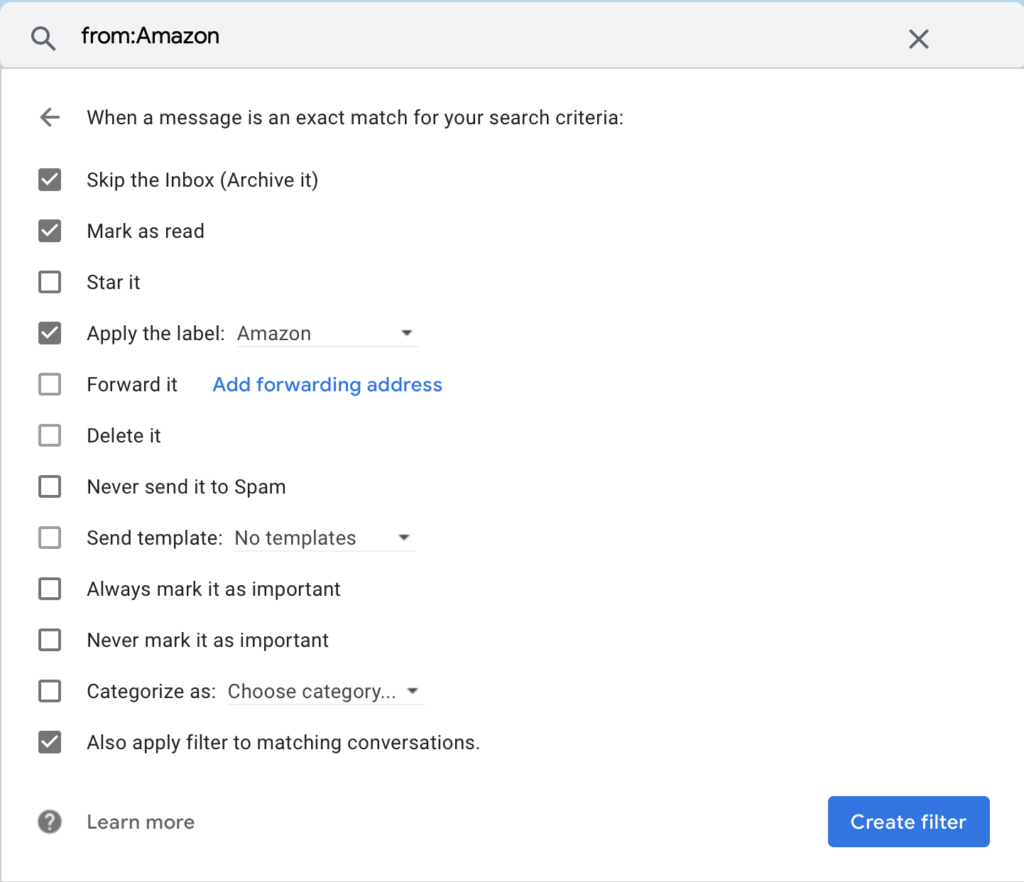 from:Amazon
When a message is an exact match for your search criteria:
Skip the Inbox (Archive it)
Mark as read
Star it
Apply the label: Amazon
Forward it Add forwarding address
Delete it
Never send it to Spam
Send template: No templates
Always mark it as important
Never mark it as important
Categorize as: Choose category...
Also apply filter to matching conversations.
? Learn more Create filter